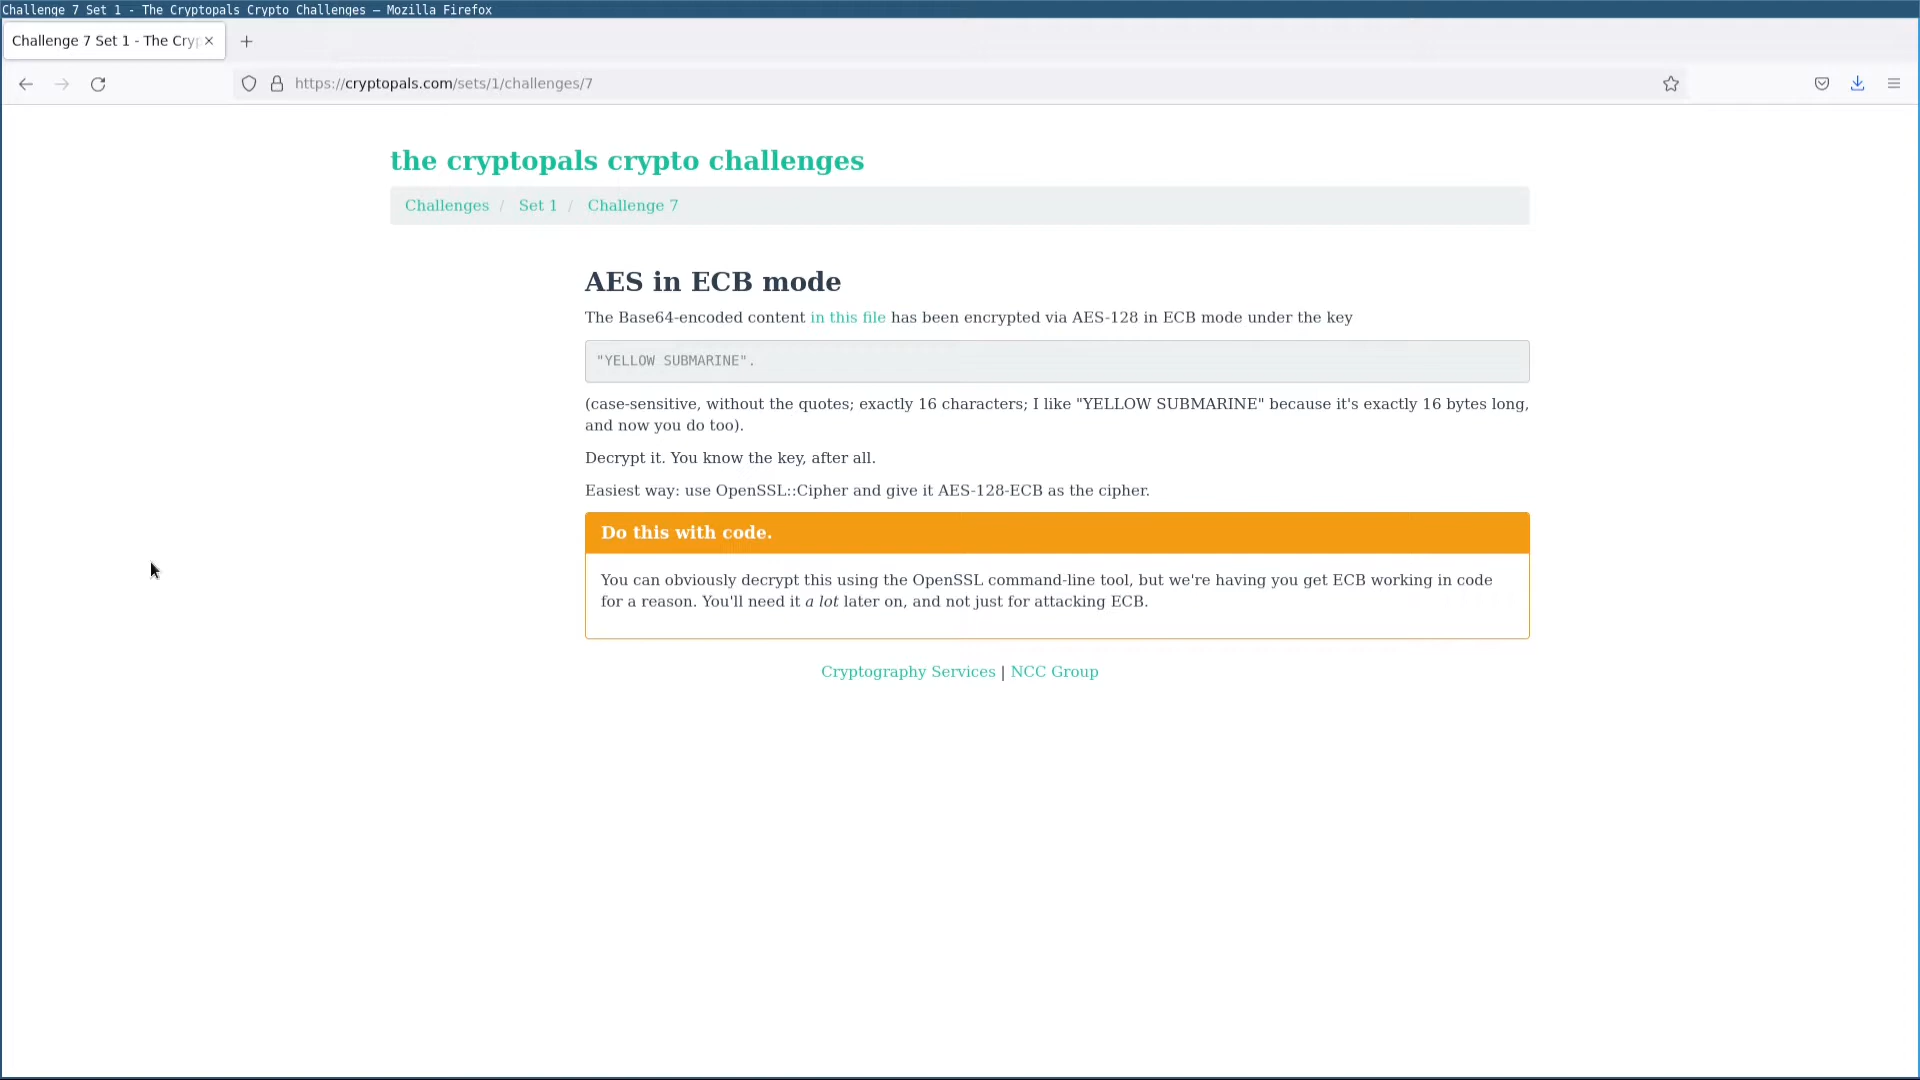 Challenge 7 Set 1 - The Cryptopals Crypto Challenges — Mozilla Firefox
Challenge 7 Set 1 - The Cry
https://cryptopals.com/sets/1/challenges/7
the cryptopals crypto challenges
Challenges / Set 1 / Challenge 7
AES in ECB mode
The Base64-encoded content in this file has been encrypted via AES-128 in ECB mode under the key
"YELLOW SUBMARINE".
(case-sensitive, without the quotes; exactly 16 characters; I like "YELLOW SUBMARINE" because it's exactly 16 bytes long,
and now you do too).
Decrypt it. You know the key, after all.
Easiest way: use OpenSSL::Cipher and give it AES-128-ECB as the cipher.
Do this with code.
You can obviously decrypt this using the OpenSSL command-line tool, but we're having you get ECB working in code
for a reason. You'll need it a lot later on, and not just for attacking ECB.
Cryptography Services | NCC Group